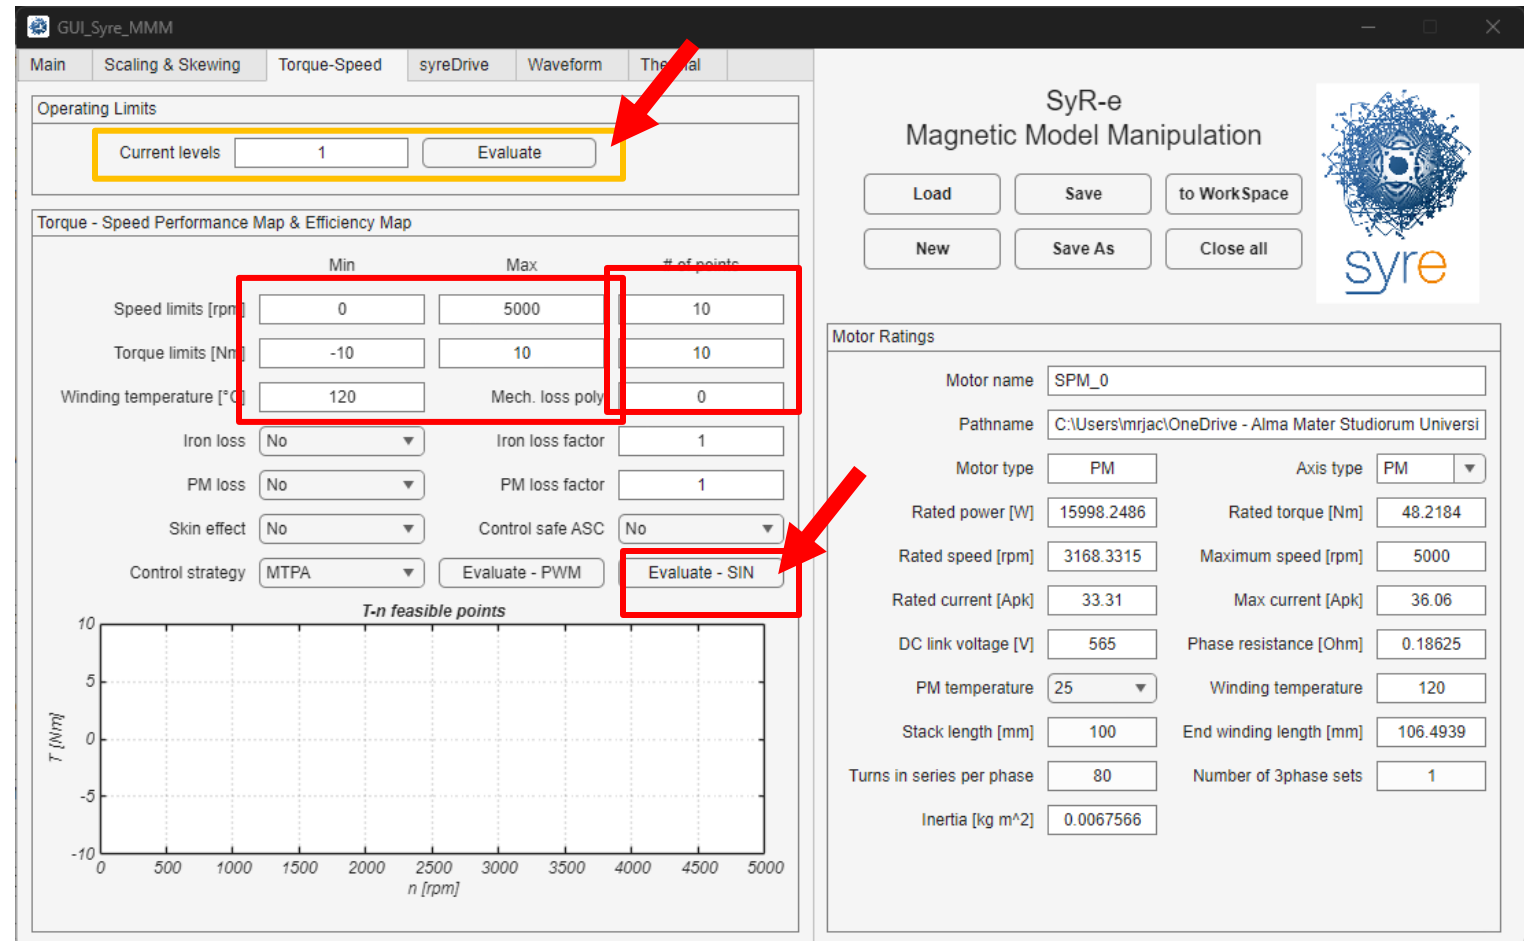 GUI_Syre_MMM
Main Scaling & Skewing Torque-Speed syreDrive Waveform
Operating Limits
Current levels 1 Evaluate
Torque - Speed Performance Map & Efficiency Map
Min Max # of points
Speed limits [rpm] 0 5000 10
Torque limits [Nm] -10 10 10
Winding temperature [°C] 120 Mech. loss poly 0
Iron loss No Iron loss factor 1
PM loss No PM loss factor 1
Skin effect No Control safe ASC No
Control strategy MTPA Evaluate - PWM Evaluate - SIN
T-n feasible points
10
5
0
-5
-10
T [Nm]
0 500 1000 1500 2000 2500 3000 3500 4000 4500 5000
n [rpm]
SyR-e
Magnetic Model Manipulation
Load Save to WorkSpace
New Save As Close all
syre
Motor Ratings
Motor name SPM_0
Pathname C:\Users\mrjac\OneDrive - Alma Mater Studiorum Universi
Motor type PM Axis type PM
Rated power [W] 15998.2486 Rated torque [Nm] 48.2184
Rated speed [rpm] 3168.3315 Maximum speed [rpm] 5000
Rated current [Apk] 33.31 Max current [Apk] 36.06
DC link voltage [V] 565 Phase resistance [Ohm] 0.18625
PM temperature 25 Winding temperature 120
Stack length [mm] 100 End winding length [mm] 106.4939
Turns in series per phase 80 Number of 3phase sets 1
Inertia [kg m^2] 0.0067566